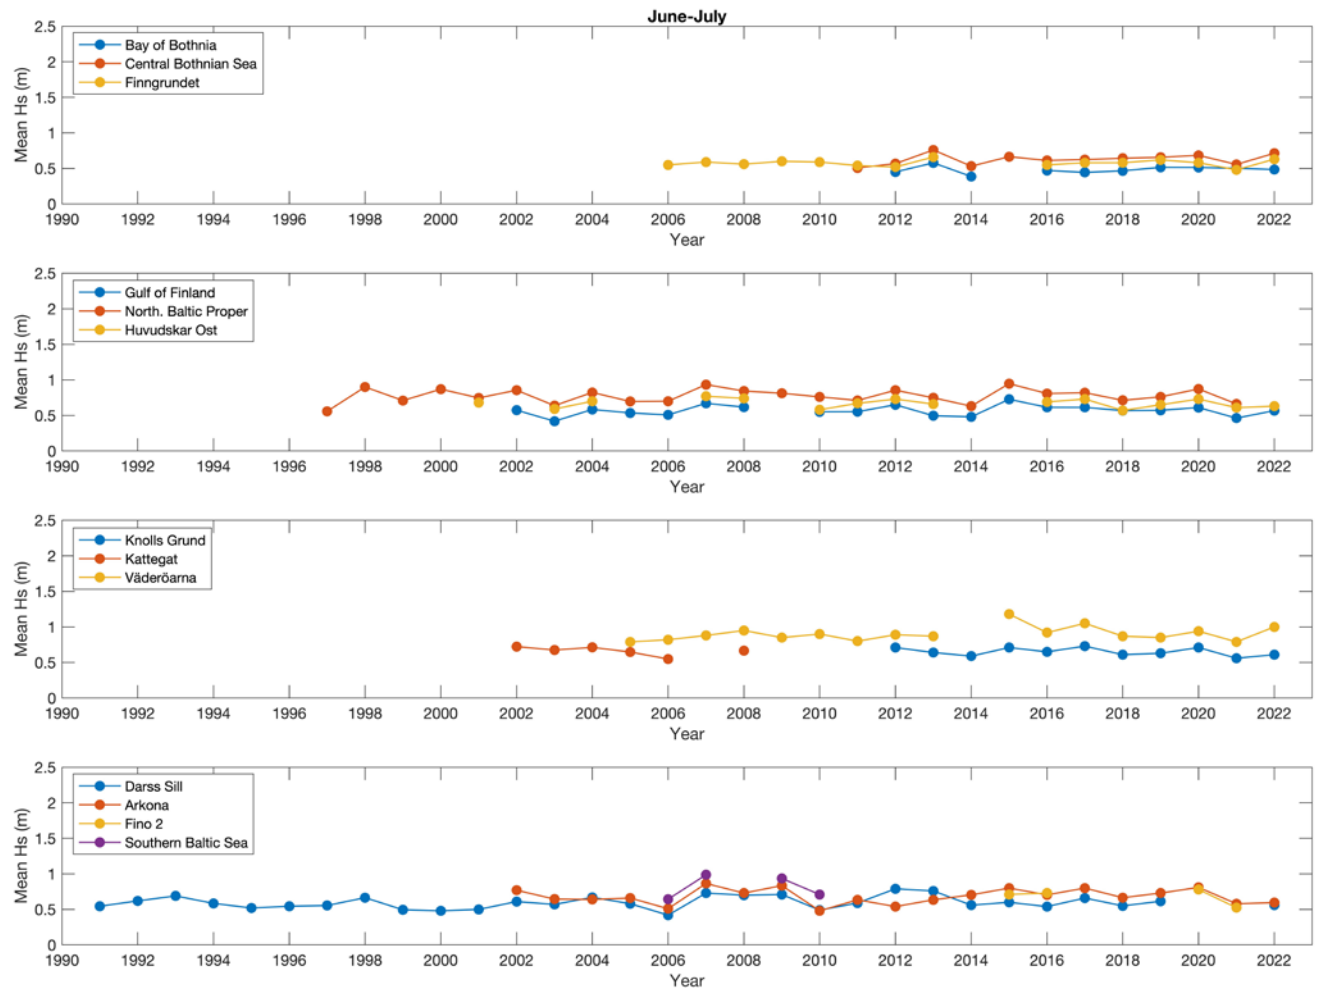 June-July
2.5
2
1.5
1
0.5
0
Mean Hs (m)
Bay of Bothnia
Central Bothnian Sea
Finngrundet
1990 1992 1994 1996 1998 2000 2002 2004 2006 2008 2010 2012 2014 2016 2018 2020 2022
Year
2.5
2
1.5
1
0.5
0
Mean Hs (m)
Gulf of Finland
North. Baltic Proper
Huvudskar Ost
1990 1992 1994 1996 1998 2000 2002 2004 2006 2008 2010 2012 2014 2016 2018 2020 2022
Year
2.5
2
1.5
1
0.5
0
Mean Hs (m)
Knolls Grund
Kattegat
Väderöarna
1990 1992 1994 1996 1998 2000 2002 2004 2006 2008 2010 2012 2014 2016 2018 2020 2022
Year
2.5
2
1.5
1
0.5
0
Mean Hs (m)
Darss Sill
Arkona
Fino 2
Southern Baltic Sea
1990 1992 1994 1996 1998 2000 2002 2004 2006 2008 2010 2012 2014 2016 2018 2020 2022
Year